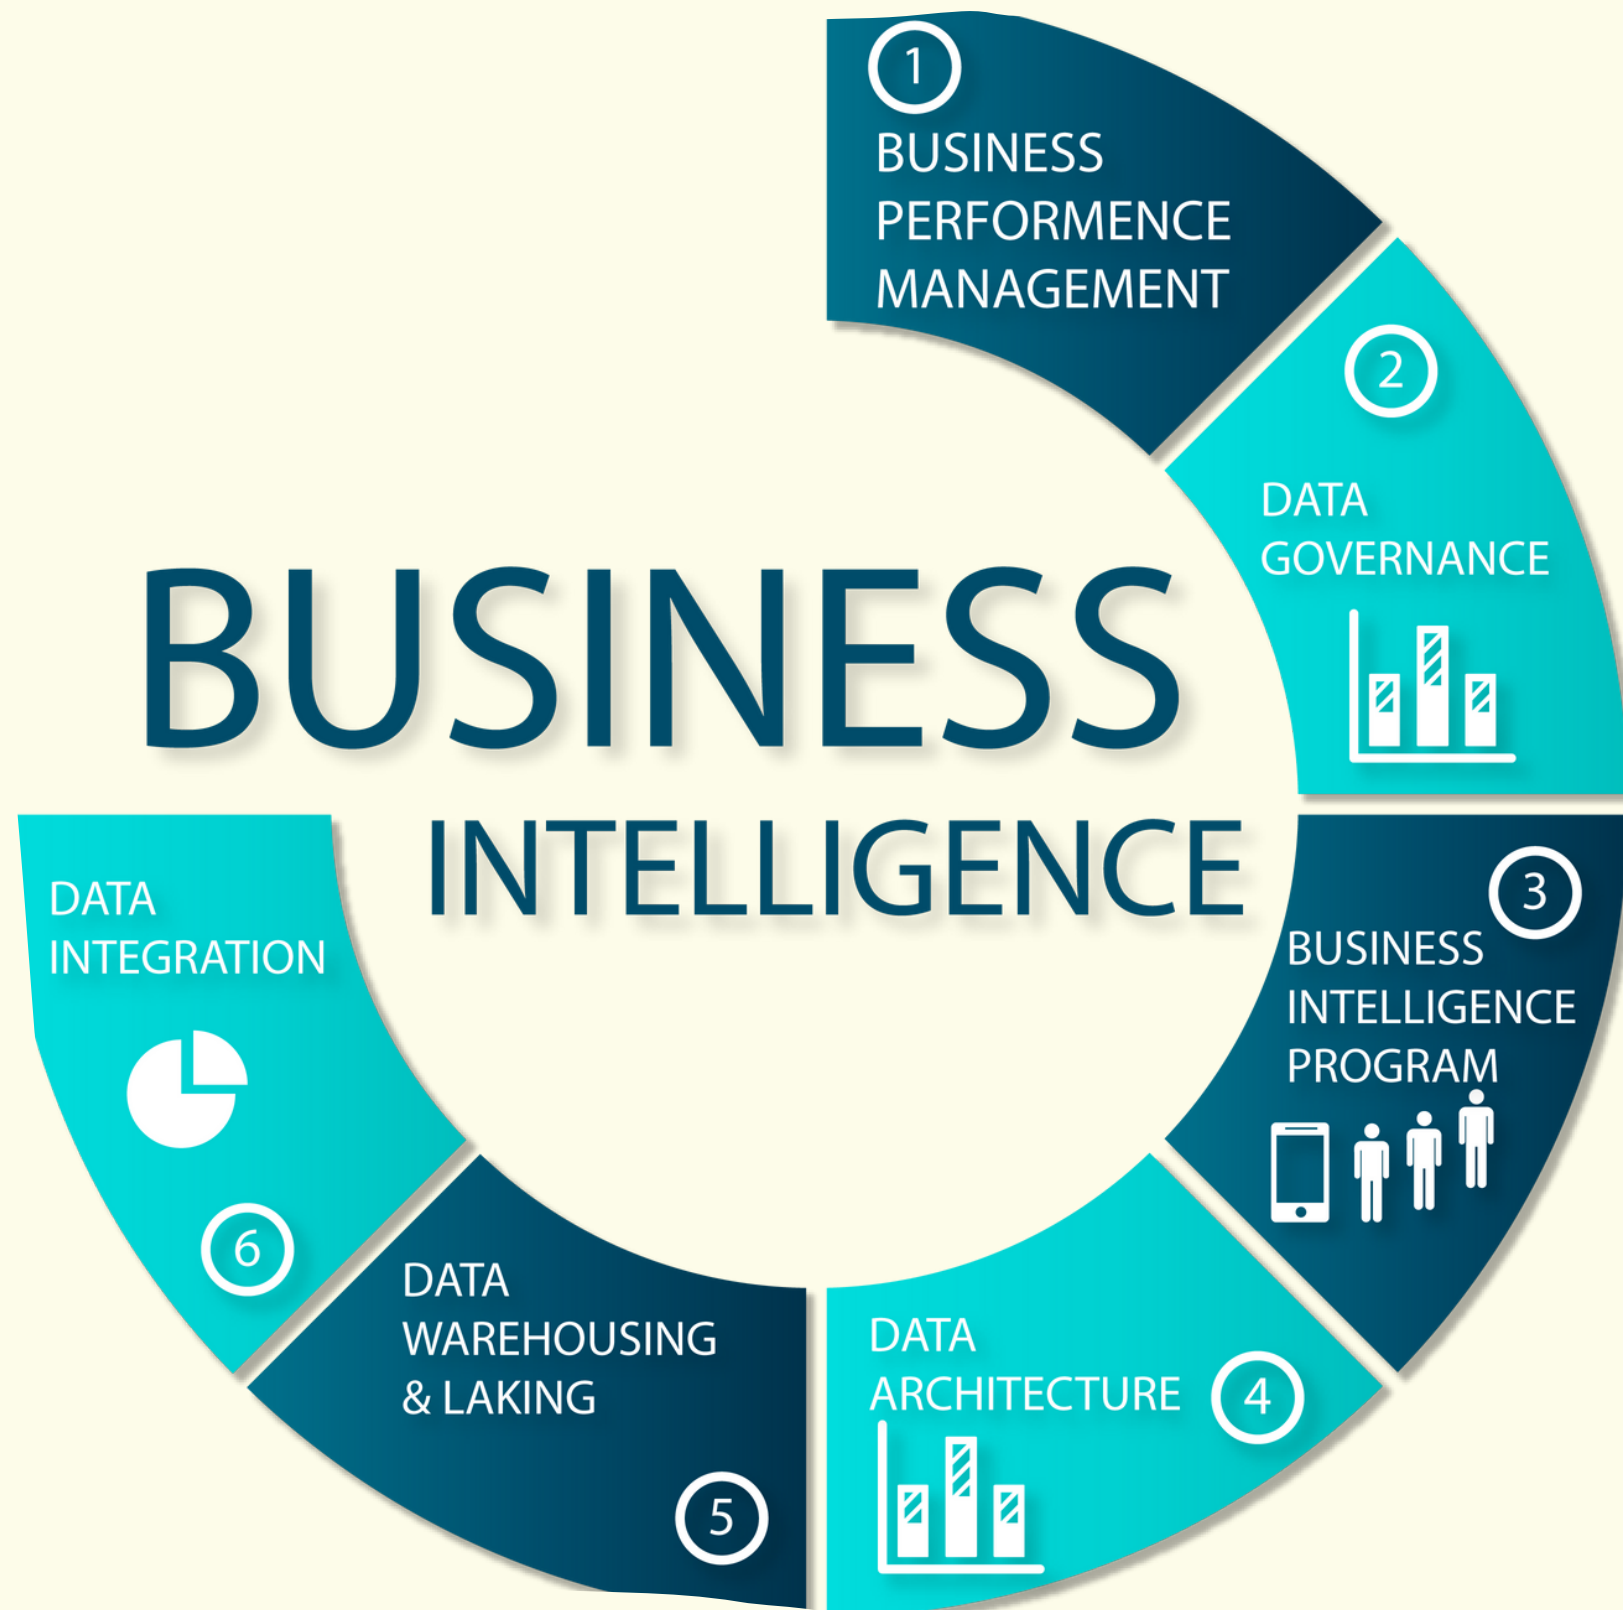 1
BUSINESS
PERFORMENCE
MANAGEMENT
2
DATA
GOVERNANCE
BUSINESS
INTELLIGENCE
3
BUSINESS
INTELLIGENCE
PROGRAM
DATA
ARCHITECTURE
4
DATA
WAREHOUSING
& LAKING
5
DATA
INTEGRATION
6